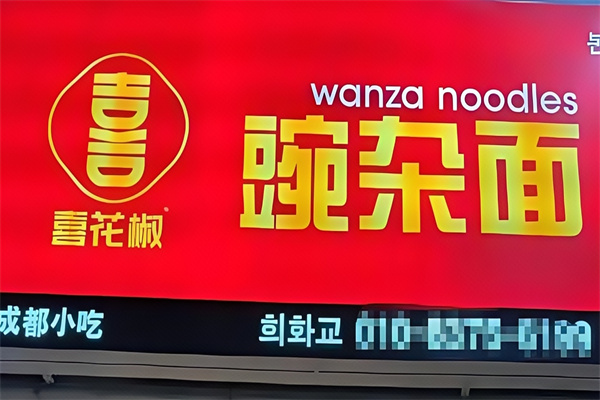 喜
喜花椒
wanza noodles
豌杂面
成都小吃
희화교